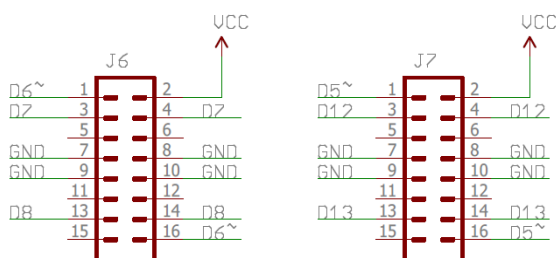 VCC VCC
J6 J7
D6~ 1 2 D5~ 1 2
D7 3 4 D7 D12 3 4 D12
5 6 5 6
GND 7 8 GND GND 7 8 GND
GND 9 10 GND GND 9 10 GND
11 12 11 12
D8 13 14 D8 D13 13 14 D13
15 16 D6~ 15 16 D5~